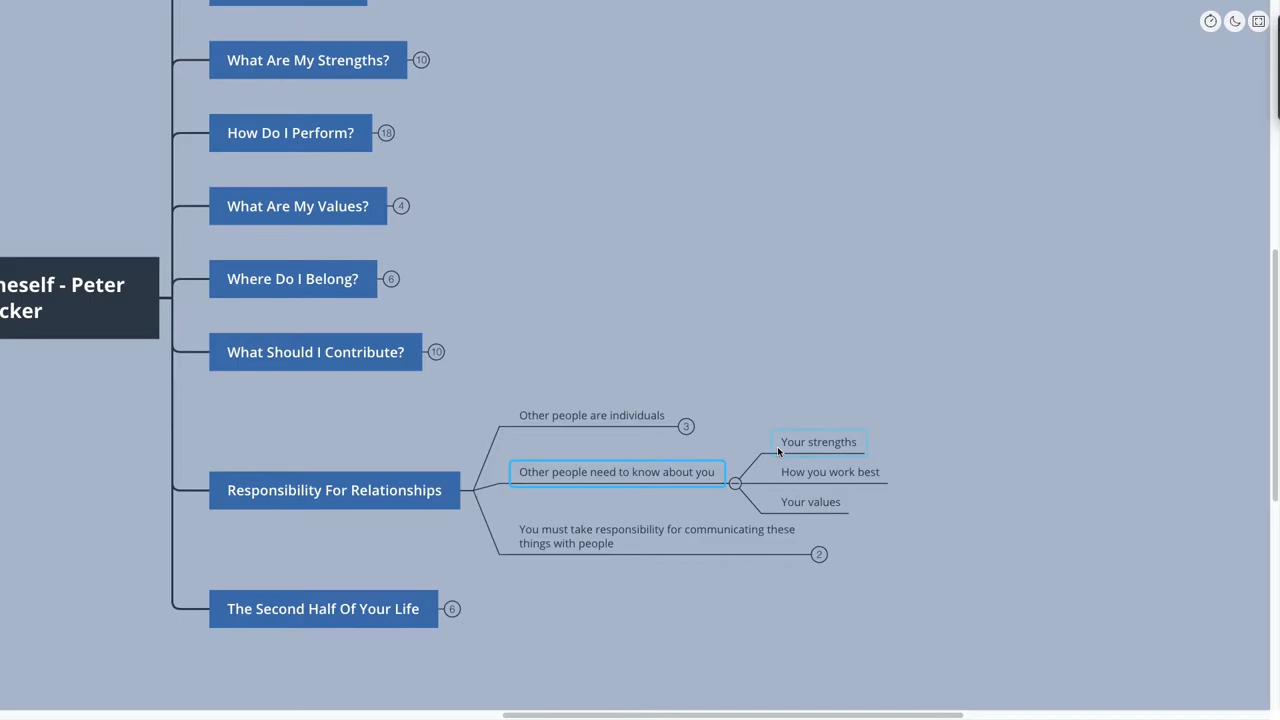 What Are My Strengths?
10
How Do I Perform?
18
What Are My Values?
4
Where Do I Belong?
6
neself - Peter
cker
What Should I Contribute?
10
Other people are individuals
3
Your strengths
Other people need to know about you
How you work best
Responsibility For Relationships
Your values
You must take responsibility for communicating these
things with people
2
The Second Half Of Your Life
6